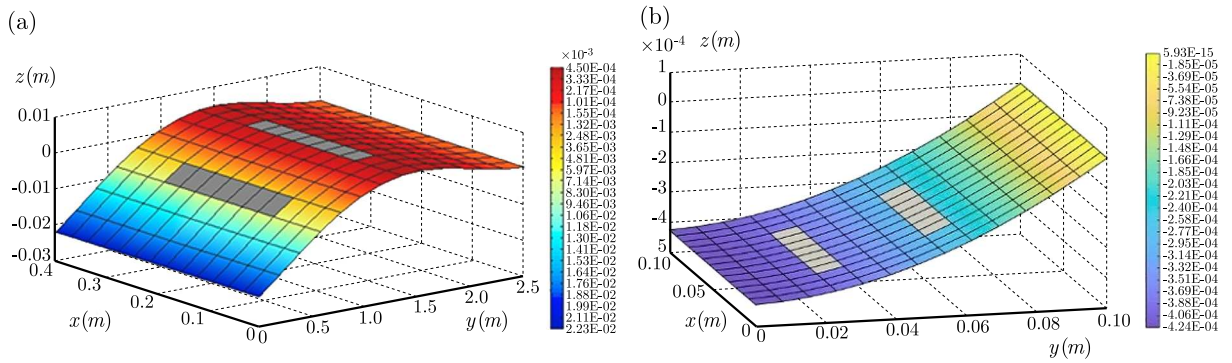 (a)
z(m)
0.01
0
-0.01
-0.02
-0.03
0.4
0.3
0.2
0.1
0
x(m)
0
0.5
1.0
1.5
2.0
2.5
y(m)
×10⁻³
4.50E-04
3.33E-04
2.17E-04
1.01E-04
1.55E-04
1.32E-03
2.48E-03
3.65E-03
4.81E-03
5.97E-03
7.14E-03
8.30E-03
9.46E-03
1.06E-02
1.18E-02
1.29E-02
1.41E-02
1.53E-02
1.64E-02
1.76E-02
1.88E-02
1.99E-02
2.11E-02
2.23E-02
(b)
×10⁻⁴
z(m)
1
0
-1
-2
-3
-4
5
0.10
0.05
0
x(m)
0
0.02
0.04
0.06
0.08
0.10
y(m)
5.93E-15
-1.85E-05
-3.69E-05
-5.54E-05
-7.38E-05
-9.23E-05
-1.11E-04
-1.29E-04
-1.48E-04
-1.66E-04
-1.85E-04
-2.03E-04
-2.21E-04
-2.40E-04
-2.58E-04
-2.77E-04
-2.95E-04
-3.14E-04
-3.32E-04
-3.51E-04
-3.69E-04
-3.88E-04
-4.06E-04
-4.24E-04